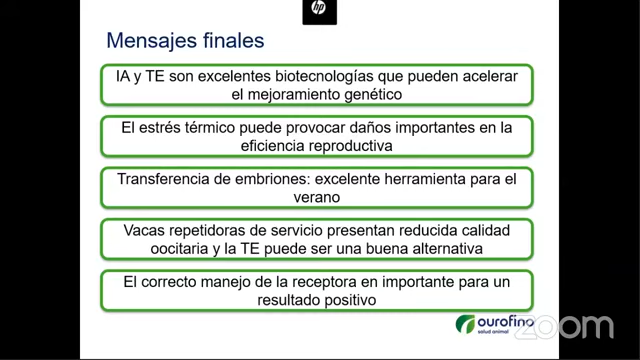 hp
Mensajes finales
IA y TE son excelentes biotecnologías que pueden acelerar
el mejoramiento genético
El estrés térmico puede provocar daños importantes en la
eficiencia reproductiva
Transferencia de embriones: excelente herramienta para el
verano
Vacas repetidoras de servicio presentan reducida calidad
oocitaria y la TE puede ser una buena alternativa
El correcto manejo de la receptora en importante para un
resultado positivo
ourofino
salud animal
zoom